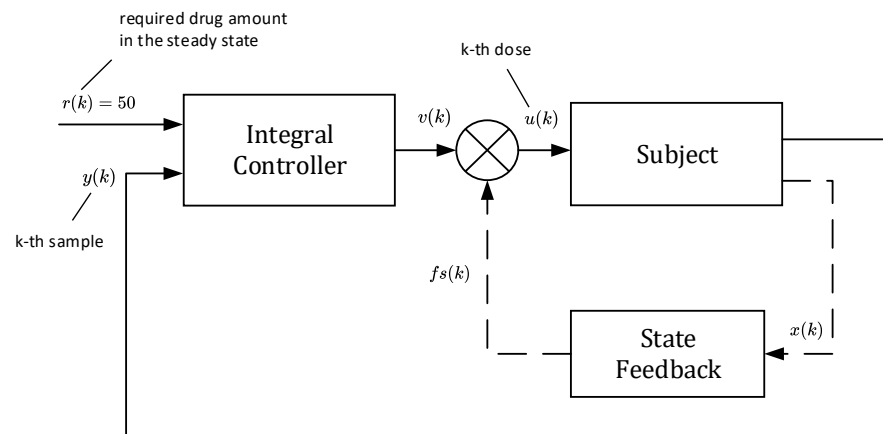 required drug amount
in the steady state
k-th dose
r(k) = 50
v(k)
u(k)
Integral
Controller
Subject
y(k)
k-th sample
fs(k)
x(k)
State
Feedback